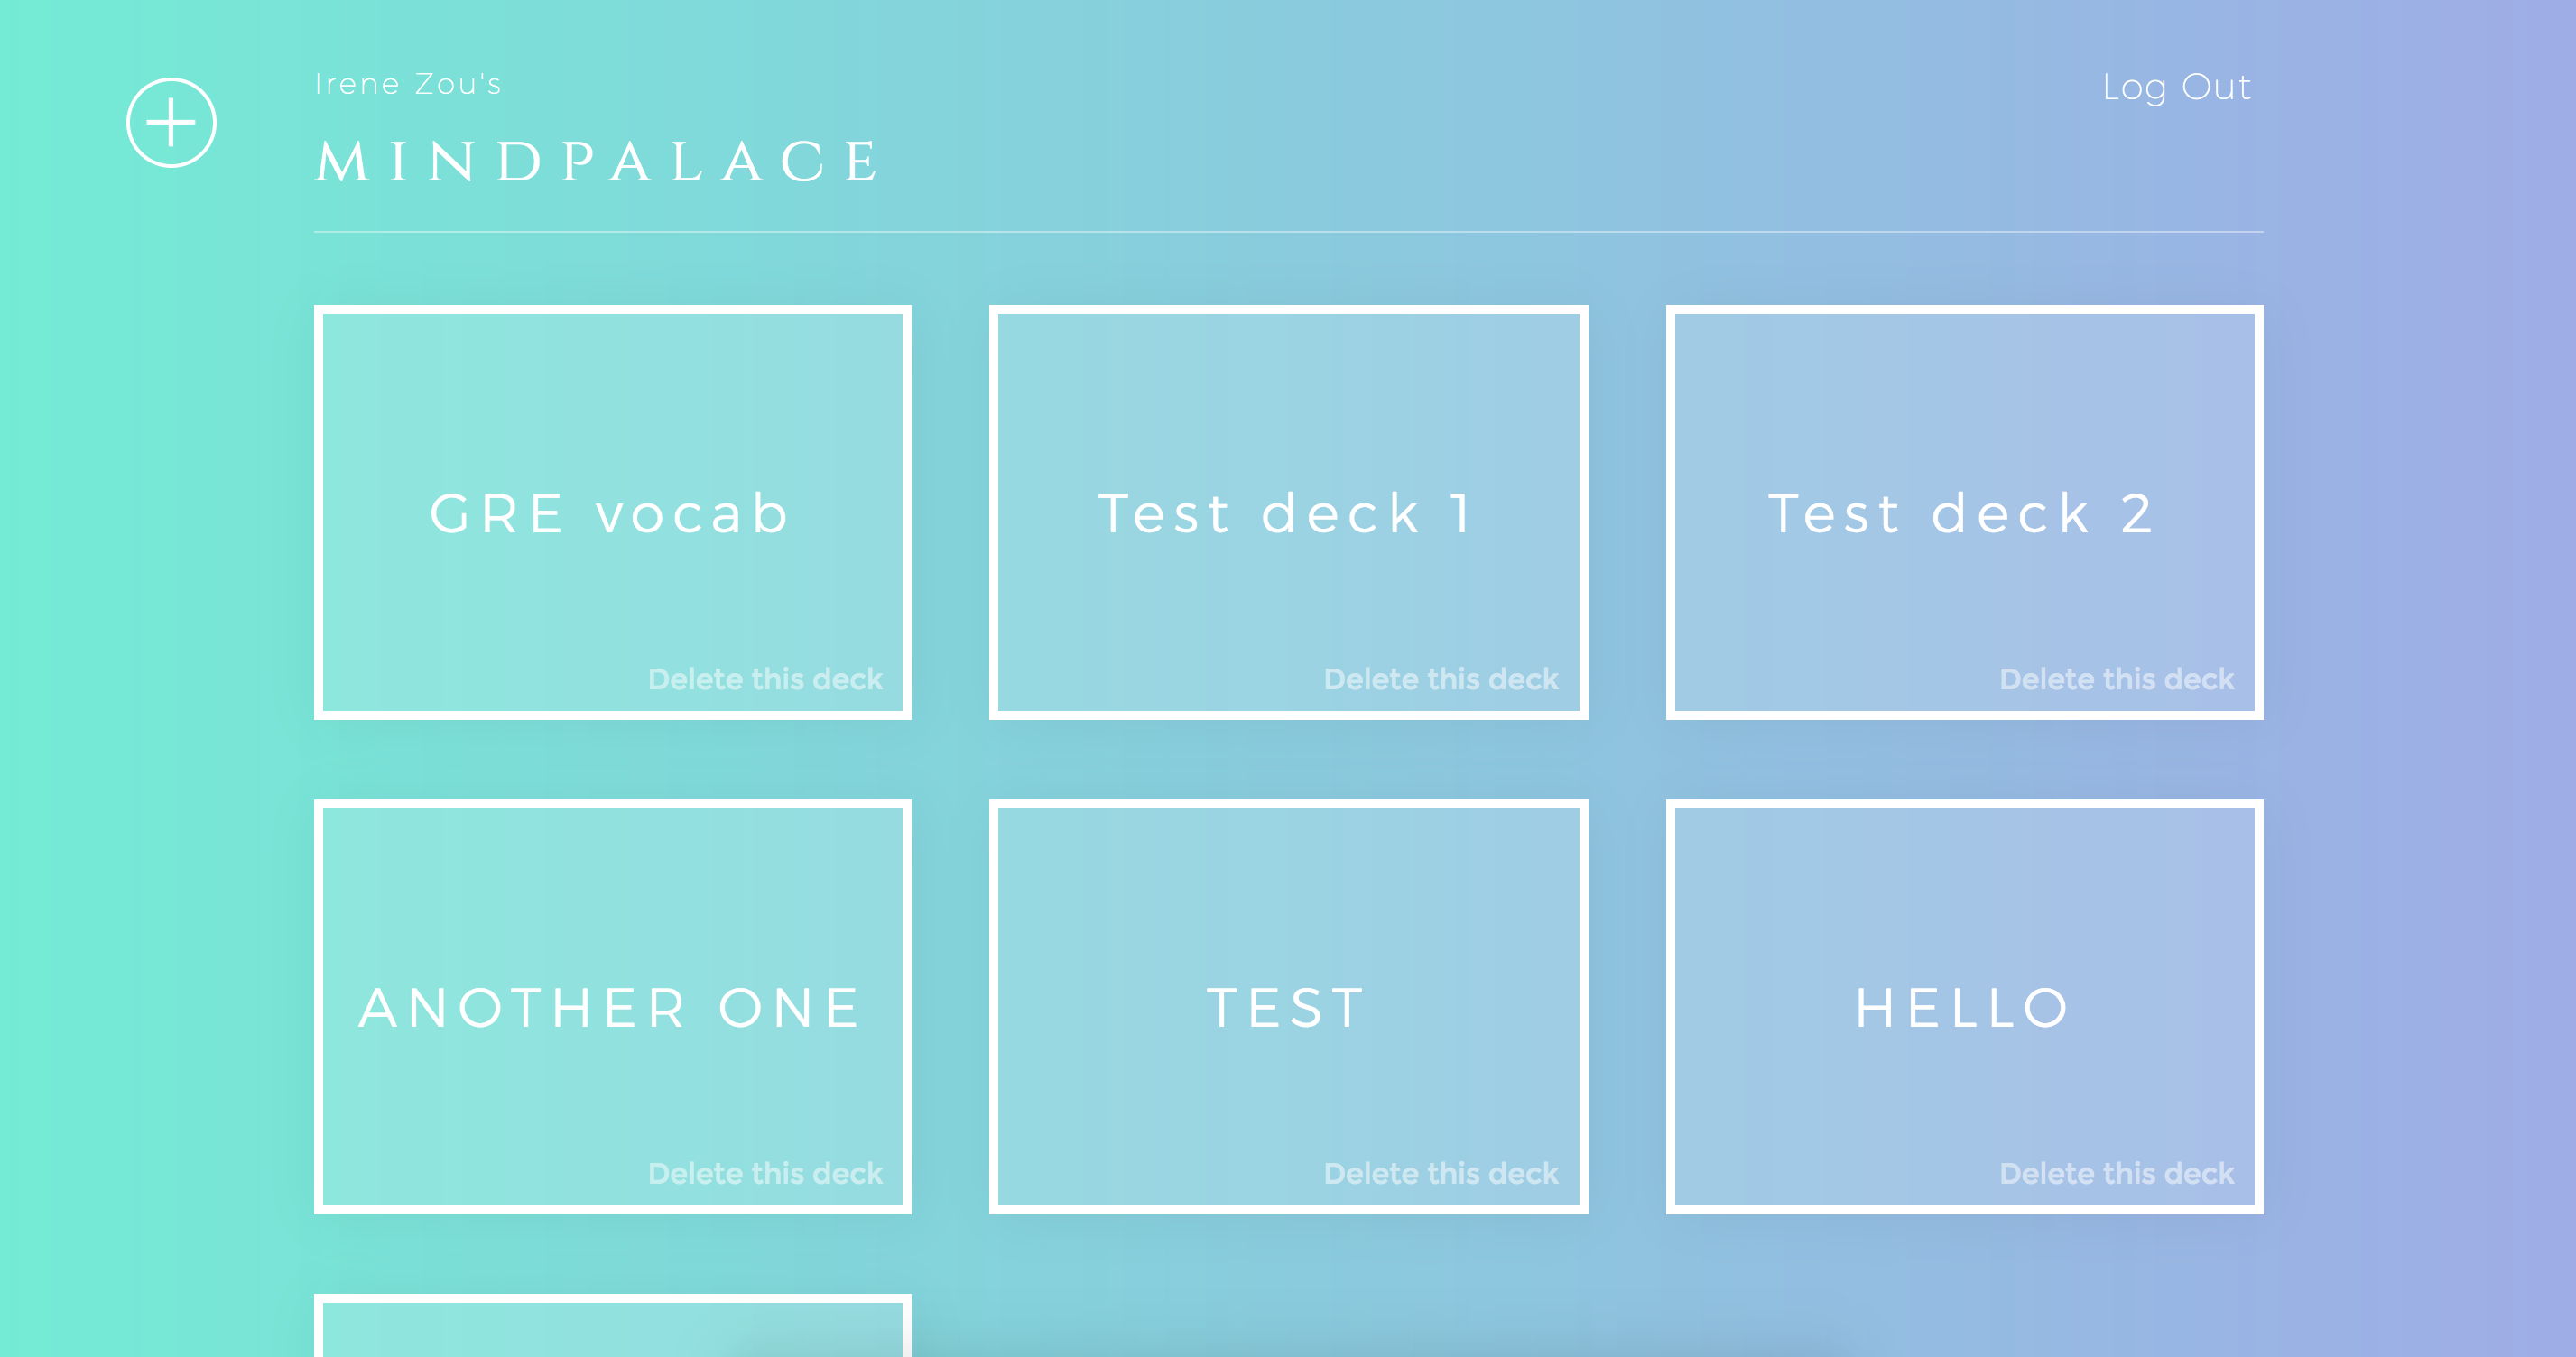 Irene Zou's
Log Out
MINDPALACE
GRE vocab
Delete this deck
Test deck 1
Delete this deck
Test deck 2
Delete this deck
ANOTHER ONE
Delete this deck
TEST
Delete this deck
HELLO
Delete this deck